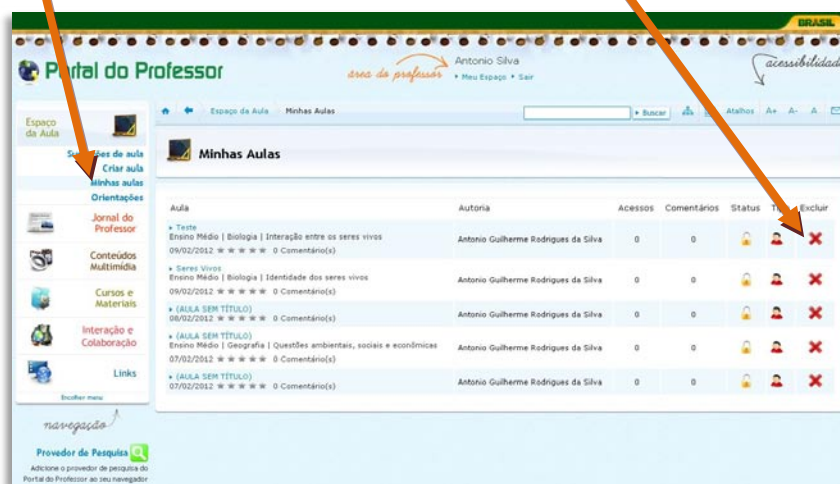 BRASIL
Portal do Professor
área do professor
Antonio Silva
Meu Espaço Sair
acessibilidade
Espaço da Aula
Minhas Aulas
Buscar
Atalhos A+ A- A
Espaço
da Aula
Sugestões de aula
Criar aula
Minhas aulas
Orientações
Jornal do
Professor
Conteúdos
Multimídia
Cursos e
Materiais
Interação e
Colaboração
Links
Encolher menu
navegação
Provedor de Pesquisa
Adicione o provedor de pesquisa do
Portal do Professor ao seu navegador
Minhas Aulas
Aula Autoria Acessos Comentários Status Excluir
Teste
Ensino Médio | Biologia | Interação entre os seres vivos
09/02/2012 0 Comentário(s)
Antonio Guilherme Rodrigues da Silva 0 0
Seres Vivos
Ensino Médio | Biologia | Identidade dos seres vivos
09/02/2012 0 Comentário(s)
Antonio Guilherme Rodrigues da Silva 0 0
(AULA SEM TÍTULO)
08/02/2012 0 Comentário(s)
Antonio Guilherme Rodrigues da Silva 0 0
(AULA SEM TÍTULO)
Ensino Médio | Geografia | Questões ambientais, sociais e econômicas
07/02/2012 0 Comentário(s)
Antonio Guilherme Rodrigues da Silva 0 0
(AULA SEM TÍTULO)
07/02/2012 0 Comentário(s)
Antonio Guilherme Rodrigues da Silva 0 0